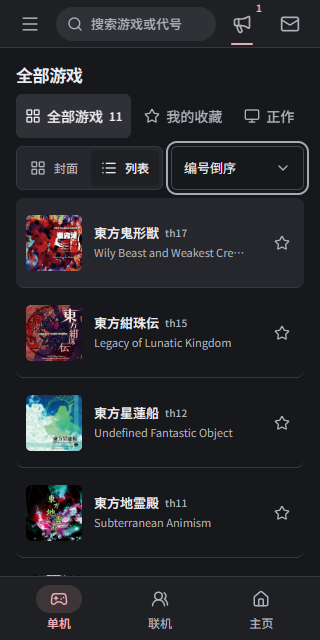 搜索游戏或代号
1
全部游戏
全部游戏 11
我的收藏
正作
封面
列表
编号倒序
東方鬼形獣 th17
Wily Beast and Weakest Cre…
東方紺珠伝 th15
Legacy of Lunatic Kingdom
東方星蓮船 th12
Undefined Fantastic Object
東方地霊殿 th11
Subterranean Animism
单机
联机
主页